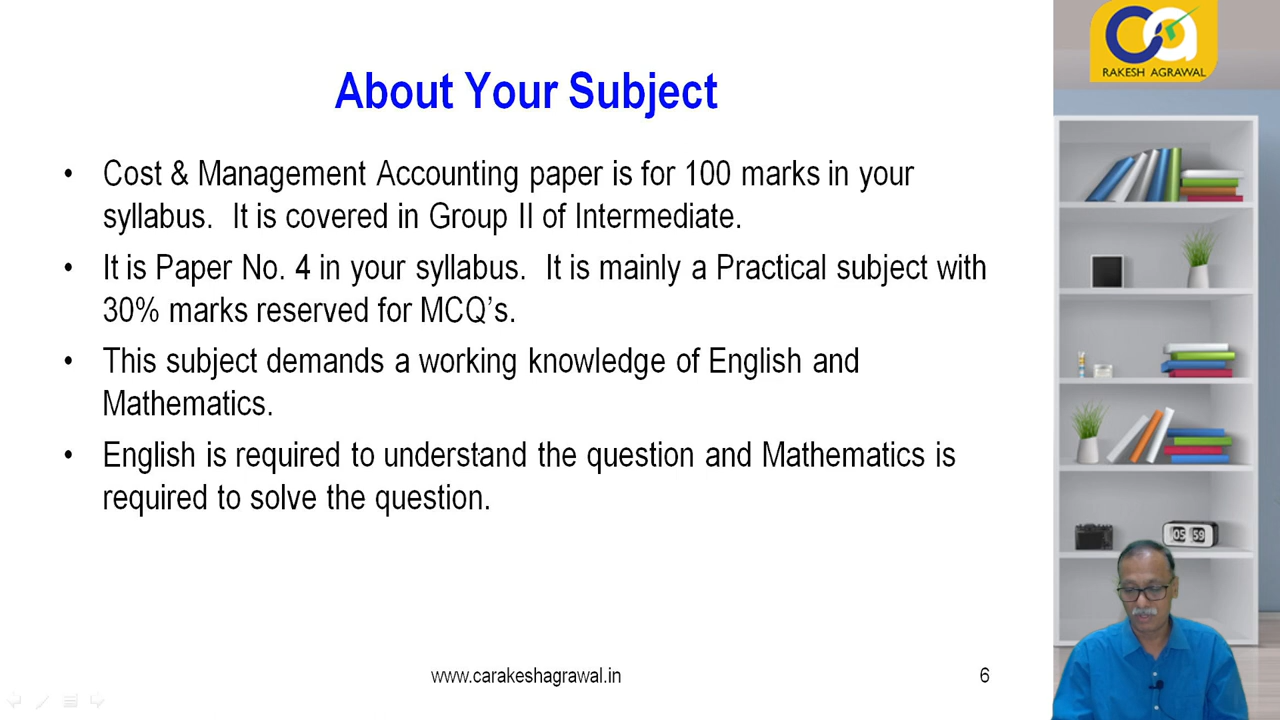 About Your Subject
• Cost & Management Accounting paper is for 100 marks in your
syllabus. It is covered in Group II of Intermediate.
• It is Paper No. 4 in your syllabus. It is mainly a Practical subject with
30% marks reserved for MCQ’s.
• This subject demands a working knowledge of English and
Mathematics.
• English is required to understand the question and Mathematics is
required to solve the question.
www.carakeshagrawal.in
6
ca
RAKESH AGRAWAL
05 59